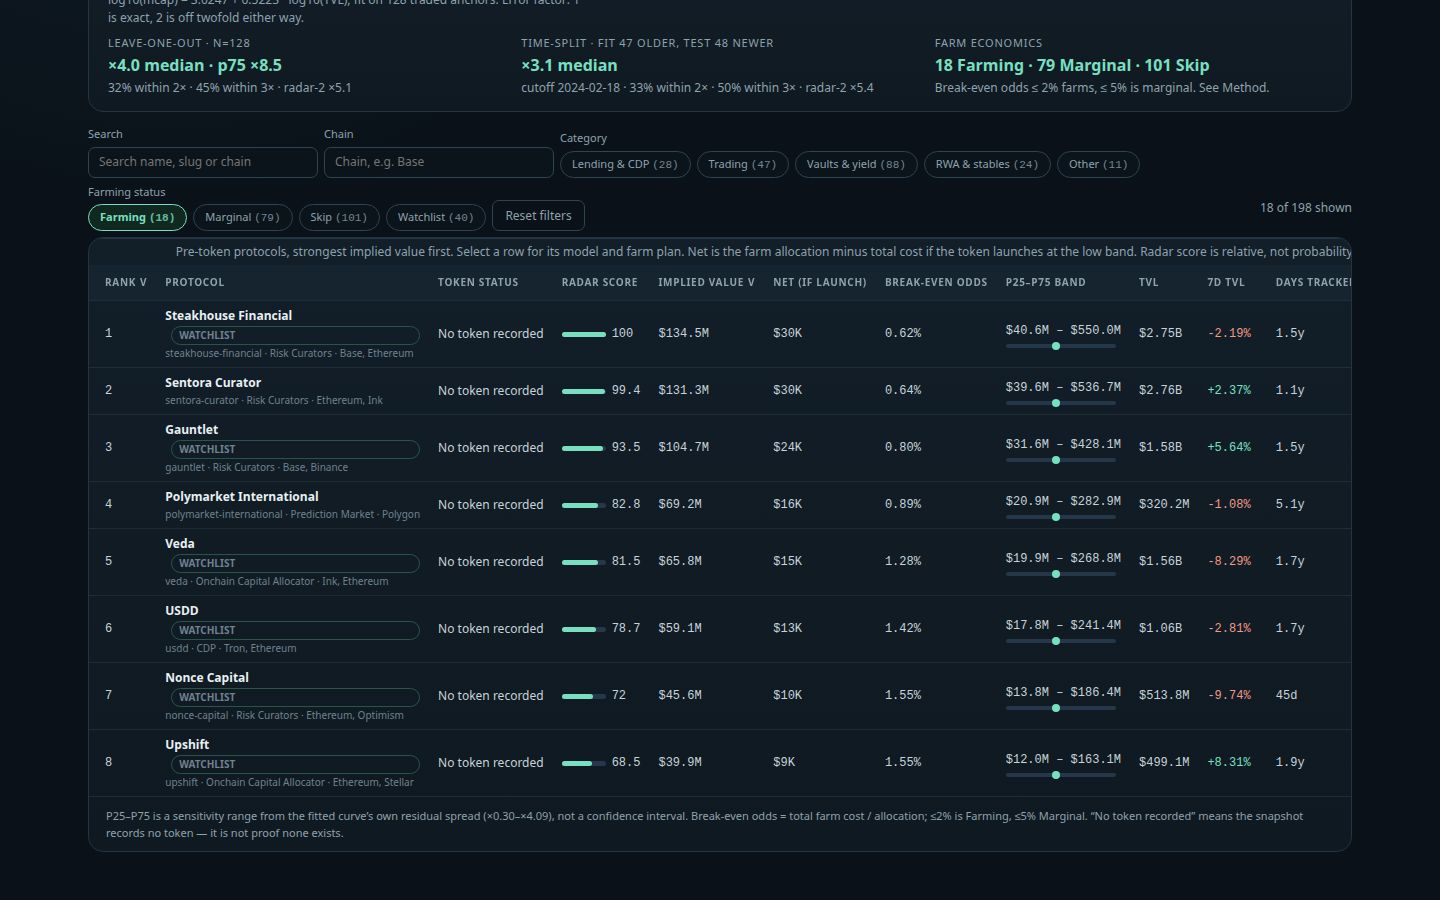 is exact, 2 is off twofold either way.
LEAVE-ONE-OUT · N=128
×4.0 median · p75 ×8.5
32% within 2× · 45% within 3× · radar-2 ×5.1
TIME-SPLIT · FIT 47 OLDER, TEST 48 NEWER
×3.1 median
cutoff 2024-02-18 · 33% within 2× · 50% within 3× · radar-2 ×5.4
FARM ECONOMICS
18 Farming · 79 Marginal · 101 Skip
Break-even odds ≤ 2% farms, ≤ 5% is marginal. See Method.
Search
Search name, slug or chain
Chain
Chain, e.g. Base
Category
Lending & CDP (28) Trading (47) Vaults & yield (88) RWA & stables (24) Other (11)
Farming status
Farming (18) Marginal (79) Skip (101) Watchlist (40) Reset filters
18 of 198 shown
Pre-token protocols, strongest implied value first. Select a row for its model and farm plan. Net is the farm allocation minus total cost if the token launches at the low band. Radar score is relative, not probability
RANK V PROTOCOL TOKEN STATUS RADAR SCORE IMPLIED VALUE V NET (IF LAUNCH) BREAK-EVEN ODDS P25–P75 BAND TVL 7D TVL DAYS TRACKE
Steakhouse Financial
1 WATCHLIST No token recorded 100 $134.5M $30K 0.62% $40.6M – $550.0M $2.75B -2.19% 1.5y
steakhouse-financial · Risk Curators · Base, Ethereum
Sentora Curator
2 No token recorded 99.4 $131.3M $30K 0.64% $39.6M – $536.7M $2.76B +2.37% 1.1y
sentora-curator · Risk Curators · Ethereum, Ink
Gauntlet
3 WATCHLIST No token recorded 93.5 $104.7M $24K 0.80% $31.6M – $428.1M $1.58B +5.64% 1.5y
gauntlet · Risk Curators · Base, Binance
Polymarket International
4 No token recorded 82.8 $69.2M $16K 0.89% $20.9M – $282.9M $320.2M -1.08% 5.1y
polymarket-international · Prediction Market · Polygon
Veda
5 WATCHLIST No token recorded 81.5 $65.8M $15K 1.28% $19.9M – $268.8M $1.56B -8.29% 1.7y
veda · Onchain Capital Allocator · Ink, Ethereum
USDD
6 WATCHLIST No token recorded 78.7 $59.1M $13K 1.42% $17.8M – $241.4M $1.06B -2.81% 1.7y
usdd · CDP · Tron, Ethereum
Nonce Capital
7 WATCHLIST No token recorded 72 $45.6M $10K 1.55% $13.8M – $186.4M $513.8M -9.74% 45d
nonce-capital · Risk Curators · Ethereum, Optimism
Upshift
8 WATCHLIST No token recorded 68.5 $39.9M $9K 1.55% $12.0M – $163.1M $499.1M +8.31% 1.9y
upshift · Onchain Capital Allocator · Ethereum, Stellar
P25–P75 is a sensitivity range from the fitted curve's own residual spread (×0.30–×4.09), not a confidence interval. Break-even odds = total farm cost / allocation; ≤2% is Farming, ≤5% Marginal. “No token recorded” means the snapshot
records no token — it is not proof none exists.